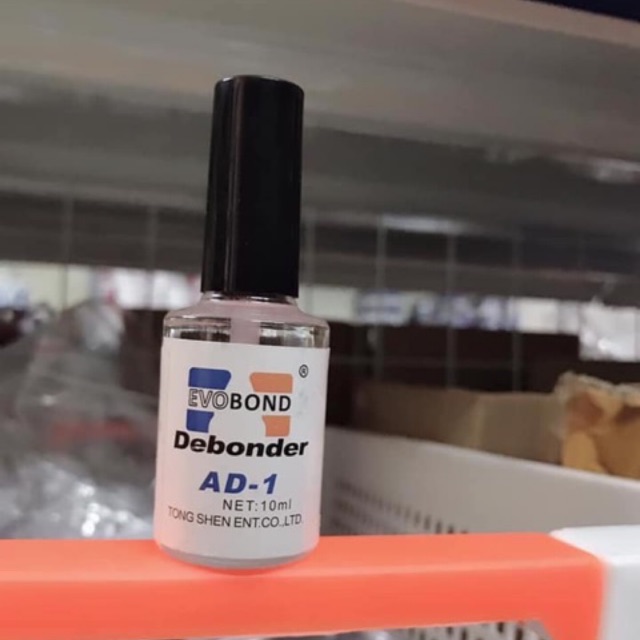 ®
EVOBOND
Debonder
AD-1
NET:10ml
TONG SHEN ENT.CO.,LTD.